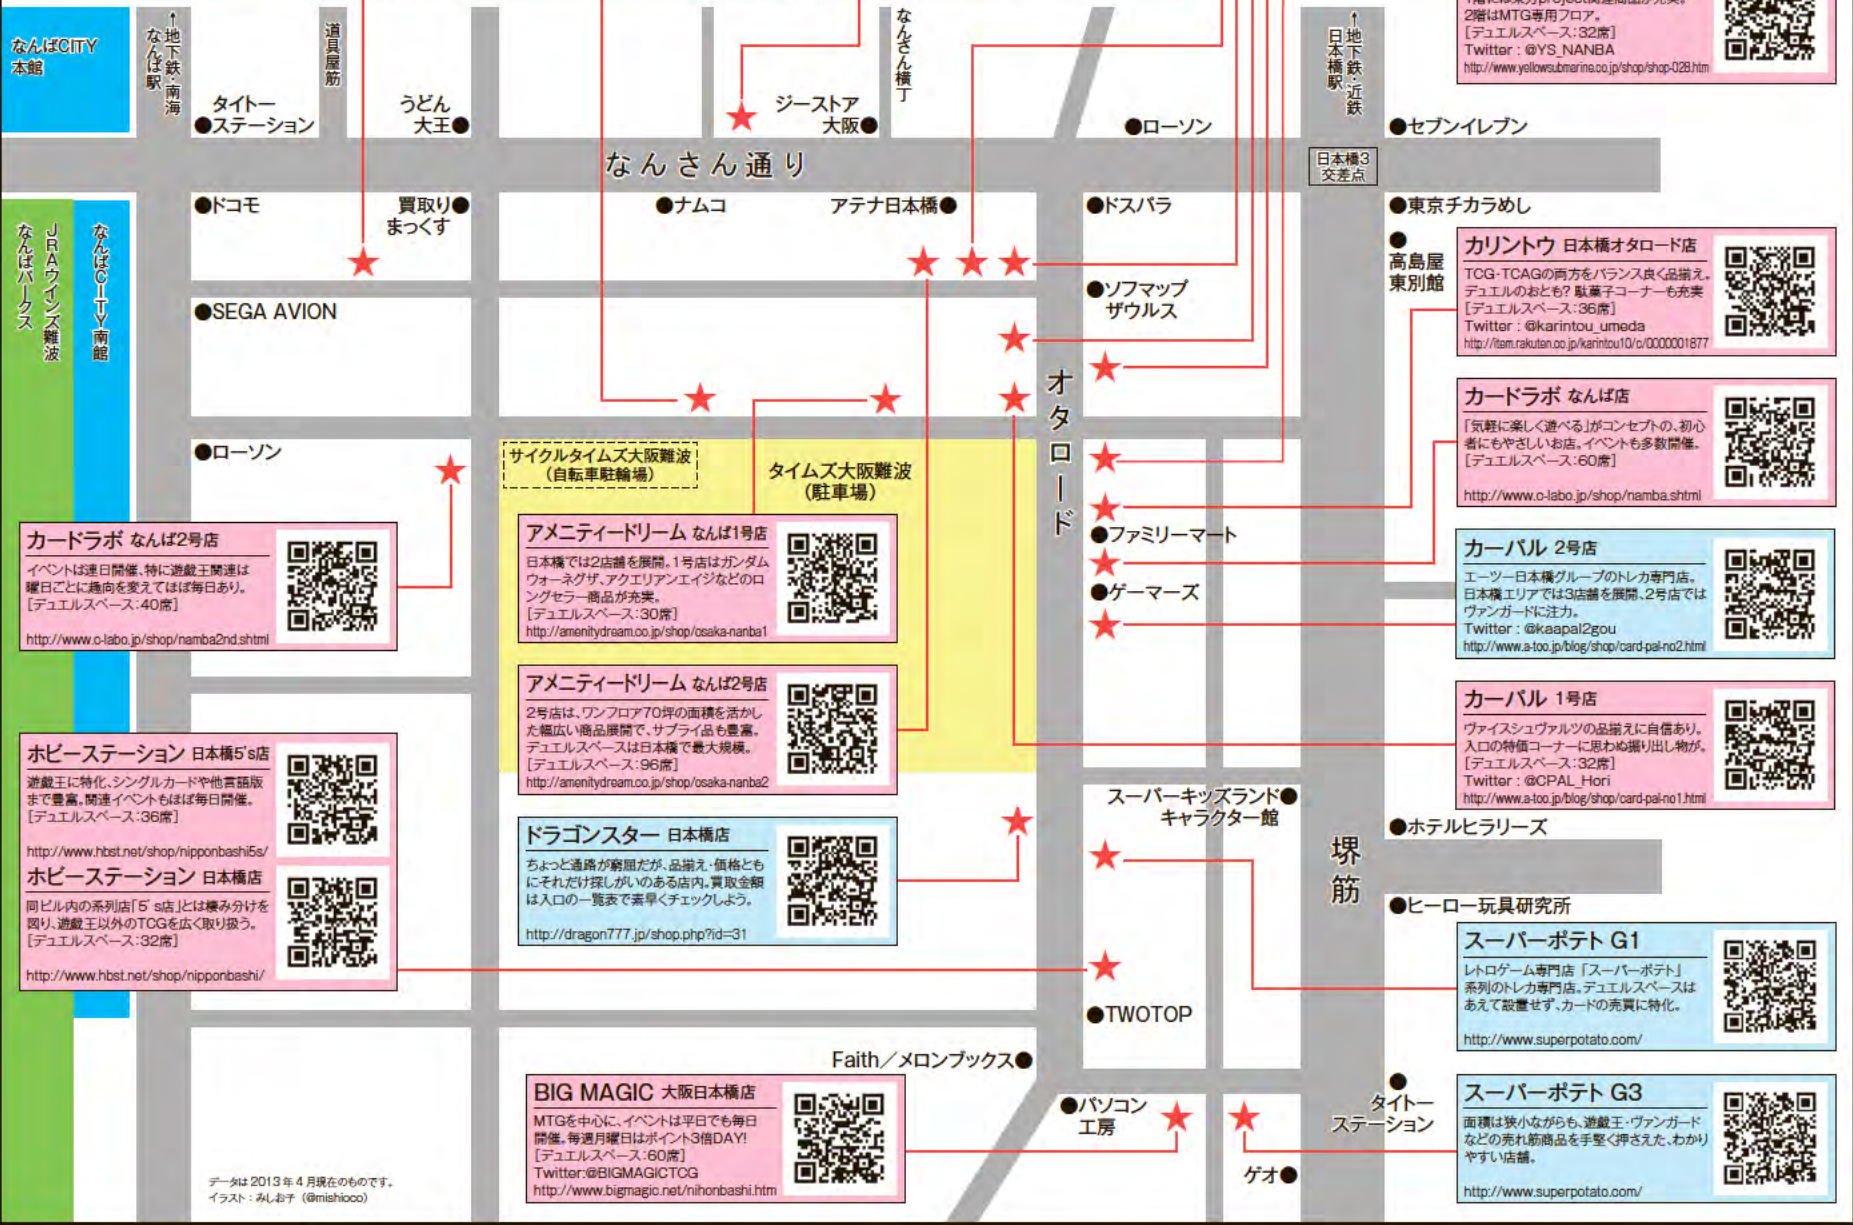 2階はMTG専用フロア。
[デュエルスペース:32席]
Twitter : @YS_NANBA
http://www.yellowsubmarine.co.jp/shop/shop-028.htm
なんばCITY
本館
↑地下鉄・南海
なんば駅
道具屋筋
なんさん横丁
↑地下鉄・近鉄
日本橋駅
タイトー
●ステーション
うどん
大王●
ジーストア
大阪●
●ローソン
●セブンイレブン
なんさん通り
日本橋3
交差点
●ドコモ
買取り●
まっくす
●ナムコ
アテナ日本橋●
●ドスパラ
●東京チカラめし
●
高島屋
東別館
なんばパークス
JRAウインズ難波
なんばCITY南館
●SEGA AVION
●ソフマップ
ザウルス
オタロード
カリントウ 日本橋オタロード店
TCG・TCAGの両方をバランス良く品揃え。
デュエルのおとも? 駄菓子コーナーも充実
[デュエルスペース:36席]
Twitter : @karintou_umeda
http://item.rakuten.co.jp/karintou10/c/0000001877
カードラボ なんば店
「気軽に楽しく遊べる」がコンセプトの、初心
者にもやさしいお店。イベントも多数開催。
[デュエルスペース:60席]
http://www.c-labo.jp/shop/namba.shtml
●ローソン
サイクルタイムズ大阪難波
(自転車駐輪場)
タイムズ大阪難波
(駐車場)
●ファミリーマート
●ゲーマーズ
カードラボ なんば2号店
イベントは連日開催、特に遊戯王関連は
曜日ごとに趣向を変えてほぼ毎日あり。
[デュエルスペース:40席]
http://www.c-labo.jp/shop/namba2nd.shtml
アメニティードリーム なんば1号店
日本橋では2店舗を展開。1号店はガンダム
ウォーネグザ、アクエリアンエイジなどのロ
ングセラー商品が充実。
[デュエルスペース:30席]
http://amenitydream.co.jp/shop/osaka-nanba1
カーパル 2号店
エーツー日本橋グループのトレカ専門店。
日本橋エリアでは3店舗を展開、2号店では
ヴァンガードに注力。
Twitter : @kaapal2gou
http://www.a-too.jp/blog/shop/card-pal-no2.html
アメニティードリーム なんば2号店
2号店は、ワンフロア70坪の面積を活かし
た幅広い商品展開で、サプライ品も豊富。
デュエルスペースは日本橋で最大規模。
[デュエルスペース:96席]
http://amenitydream.co.jp/shop/osaka-nanba2
カーパル 1号店
ヴァイスシュヴァルツの品揃えに自信あり。
入口の特価コーナーに思わぬ掘り出し物が。
[デュエルスペース:32席]
Twitter : @CPAL_Hori
http://www.a-too.jp/blog/shop/card-pal-no1.html
ホビーステーション 日本橋5's店
遊戯王に特化、シングルカードや他言語版
まで豊富。関連イベントもほぼ毎日開催。
[デュエルスペース:36席]
http://www.hbst.net/shop/nipponbashi5s/
ホビーステーション 日本橋店
同ビル内の系列店「5's店」とは棲み分けを
図り、遊戯王以外のTCGを広く取り扱う。
[デュエルスペース:32席]
http://www.hbst.net/shop/nipponbashi/
ドラゴンスター 日本橋店
ちょっと通路が窮屈だが、品揃え・価格とも
にそれだけ探しがいのある店内。買取金額
は入口の一覧表で素早くチェックしよう。
http://dragon777.jp/shop.php?id=31
スーパーキッズランド●
キャラクター館
●ホテルヒラリーズ
堺筋
●ヒーロー玩具研究所
スーパーポテト G1
レトロゲーム専門店「スーパーポテト」
系列のトレカ専門店。デュエルスペースは
あえて設置せず、カードの売買に特化。
http://www.superpotato.com/
●TWOTOP
Faith/メロンブックス●
BIG MAGIC 大阪日本橋店
MTGを中心に、イベントは平日でも毎日
開催。毎週月曜日はポイント3倍DAY!
[デュエルスペース:60席]
Twitter:@BIGMAGICTCG
http://www.bigmagic.net/nihonbashi.htm
●パソコン
工房
●
タイトー
ステーション
ゲオ●
スーパーポテト G3
面積は狭小ながらも、遊戯王・ヴァンガード
などの売れ筋商品を手堅く押さえた、わかり
やすい店舗。
http://www.superpotato.com/
データは2013年4月現在のものです。
イラスト:みしお子 (@mishioco)